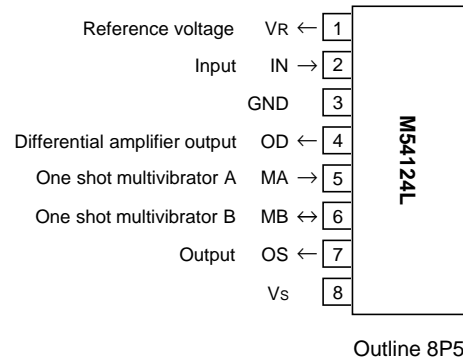 Reference voltage VR ← 1
Input IN → 2
GND 3
Differential amplifier output OD ← 4
One shot multivibrator A MA → 5
One shot multivibrator B MB ↔ 6
Output OS ← 7
Vs 8
M54124L
Outline 8P5